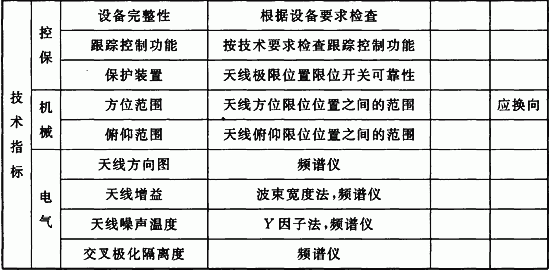 技术指标
控保
设备完整性 根据设备要求检查
跟踪控制功能 按技术要求检查跟踪控制功能
保护装置 天线极限位置限位开关可靠性
机械
方位范围 天线方位限位位置之间的范围 应换向
俯仰范围 天线俯仰限位位置之间的范围
电气
天线方向图 频谱仪
天线增益 波束宽度法,频谱仪
天线噪声温度 Y因子法,频谱仪
交叉极化隔离度 频谱仪